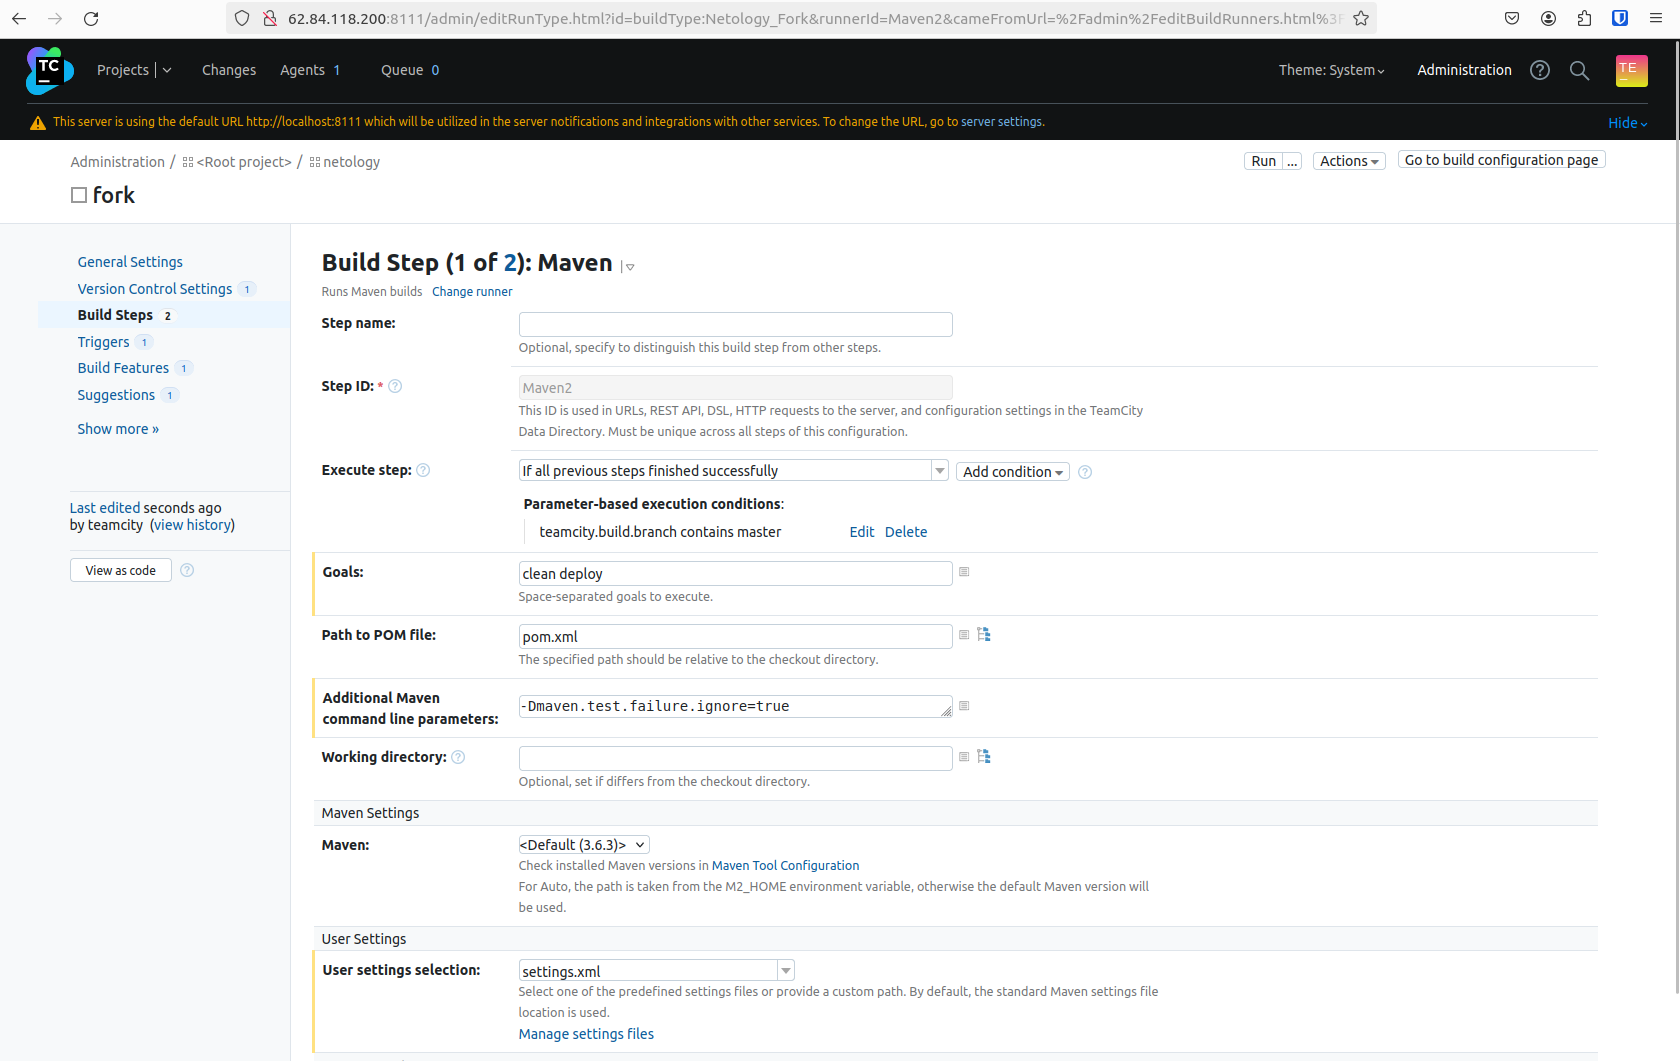 62.84.118.200:8111/admin/editRunType.html?id=buildType:Netology_Fork&runnerId=Maven2&cameFromUrl=%2Fadmin%2FeditBuildRunners.html%3F
TC
Projects
Changes
Agents 1
Queue 0
Theme: System
Administration
TE
This server is using the default URL http://localhost:8111 which will be utilized in the server notifications and integrations with other services. To change the URL, go to server settings.
Hide
Administration / <Root project> / netology
Run ...
Actions
Go to build configuration page
fork
General Settings
Version Control Settings 1
Build Steps 2
Triggers 1
Build Features 1
Suggestions 1
Show more »
Last edited seconds ago
by teamcity (view history)
View as code ?
Build Step (1 of 2): Maven
Runs Maven builds Change runner
Step name:
Optional, specify to distinguish this build step from other steps.
Step ID: * ?
Maven2
This ID is used in URLs, REST API, DSL, HTTP requests to the server, and configuration settings in the TeamCity
Data Directory. Must be unique across all steps of this configuration.
Execute step: ?
If all previous steps finished successfully
Add condition ?
Parameter-based execution conditions:
teamcity.build.branch contains master Edit Delete
Goals:
clean deploy
Space-separated goals to execute.
Path to POM file:
pom.xml
The specified path should be relative to the checkout directory.
Additional Maven
command line parameters:
-Dmaven.test.failure.ignore=true
Working directory: ?
Optional, set if differs from the checkout directory.
Maven Settings
Maven:
<Default (3.6.3)>
Check installed Maven versions in Maven Tool Configuration
For Auto, the path is taken from the M2_HOME environment variable, otherwise the default Maven version will
be used.
User Settings
User settings selection:
settings.xml
Select one of the predefined settings files or provide a custom path. By default, the standard Maven settings file
location is used.
Manage settings files